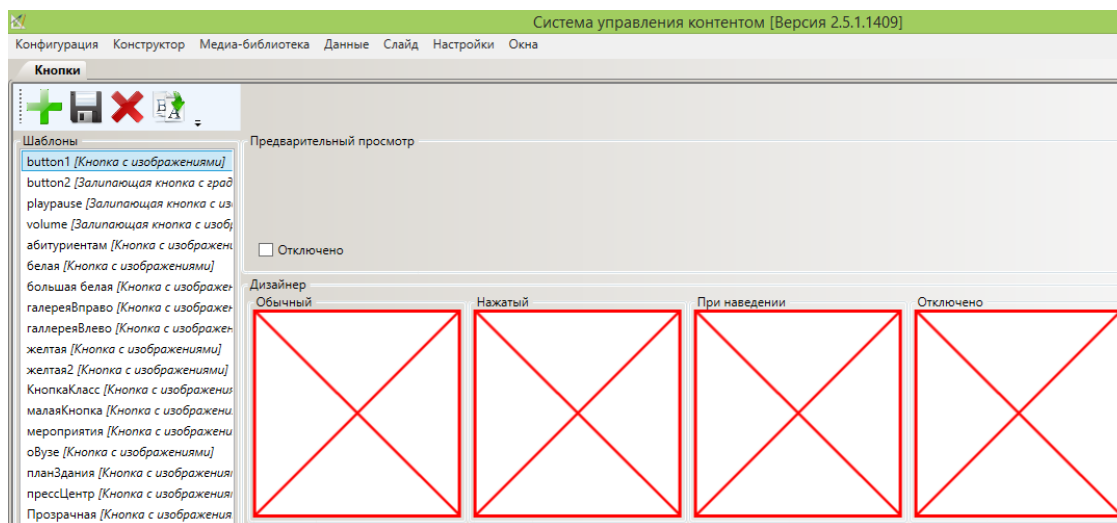 Система управления контентом [Версия 2.5.1.1409]
Конфигурация Конструктор Медиа-библиотека Данные Слайд Настройки Окна
Кнопки
Шаблоны
button1 [Кнопка с изображениями]
button2 [Залипающая кнопка с град
playpause [Залипающая кнопка с из
volume [Залипающая кнопка с изоб
абитуриентам [Кнопка с изображен
белая [Кнопка с изображениями]
большая белая [Кнопка с изображен
галереяВправо [Кнопка с изображен
галлереяВлево [Кнопка с изображен
желтая [Кнопка с изображениями]
желтая2 [Кнопка с изображениями]
КнопкаКласс [Кнопка с изображения
малаяКнопка [Кнопка с изображени
мероприятия [Кнопка с изображени
оВузе [Кнопка с изображениями]
планЗдания [Кнопка с изображения
прессЦентр [Кнопка с изображения
Прозрачная [Кнопка с изображения
Предварительный просмотр
Отключено
Дизайнер
Обычный Нажатый При наведении Отключено